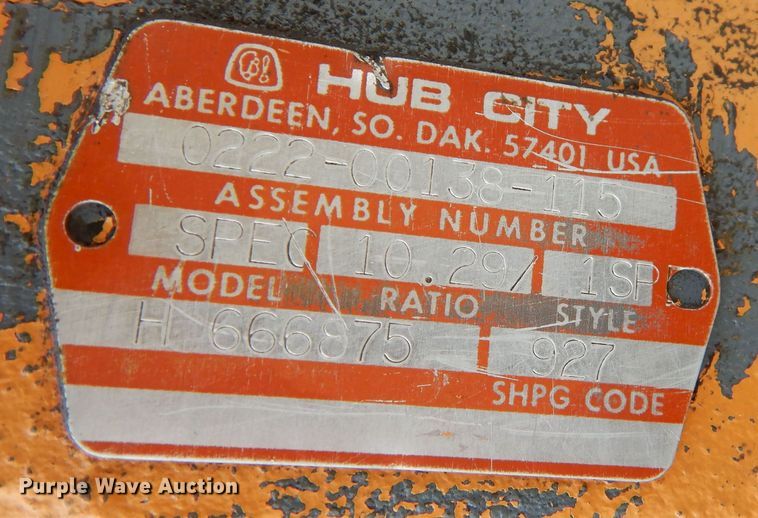 HUB CITY
ABERDEEN, SO. DAK. 57401 USA
0222-00138-115
ASSEMBLY NUMBER
SPEC 10.29/ 1SP
MODEL RATIO STYLE
H 666875 927
SHPG CODE
Purple Wave Auction